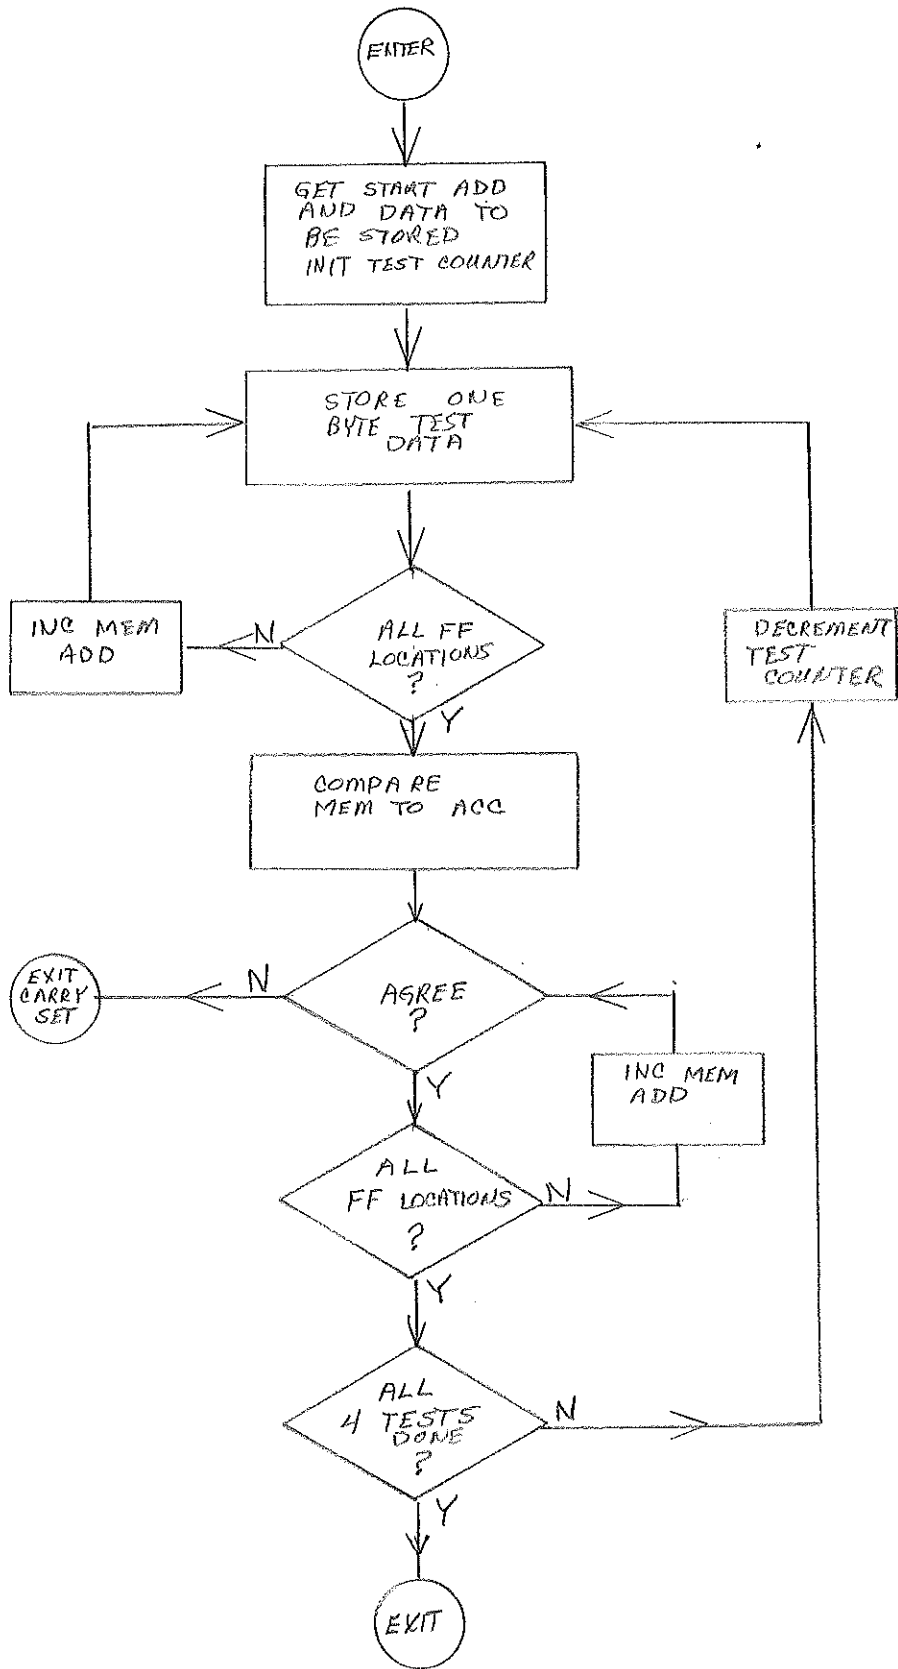 ENTER
GET START ADD
AND DATA TO
BE STORED
INIT TEST COUNTER
STORE ONE
BYTE TEST
DATA
INC MEM
ADD
N
ALL FF
LOCATIONS
?
DECREMENT
TEST
COUNTER
Y
COMPARE
MEM TO ACC
EXIT
CARRY
SET
N
AGREE
?
Y
INC MEM
ADD
ALL
FF LOCATIONS
?
N
Y
ALL
4 TESTS
DONE
?
N
Y
EXIT